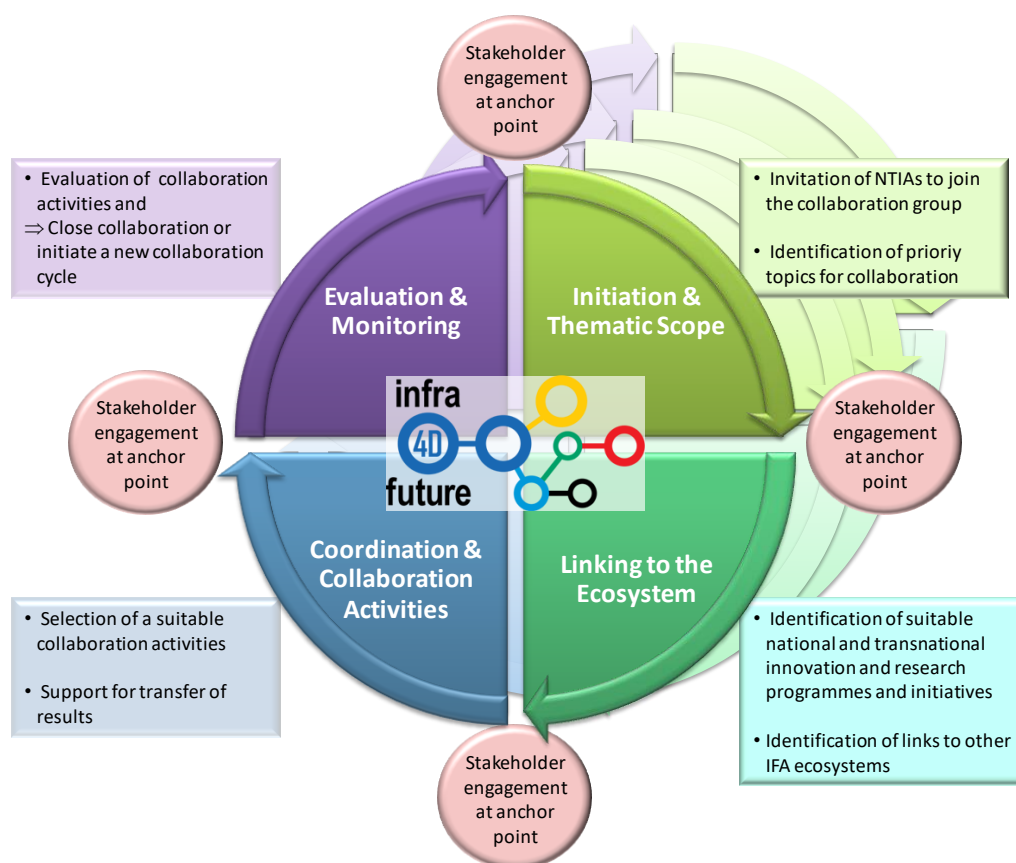 Stakeholder
engagement
at anchor
point
• Evaluation of collaboration
activities and
⇒ Close collaboration or
initiate a new collaboration
cycle
• Invitation of NTIAs to join
the collaboration group
• Identification of prioriy
topics for collaboration
Evaluation &
Monitoring
Initiation &
Thematic Scope
Stakeholder
engagement
at anchor
point
infra
4D
future
Stakeholder
engagement
at anchor
point
Coordination &
Collaboration
Activities
Linking to the
Ecosystem
• Selection of a suitable
collaboration activities
• Support for transfer of
results
• Identification of suitable
national and transnational
innovation and research
programmes and initiatives
• Identification of links to other
IFA ecosystems
Stakeholder
engagement
at anchor
point